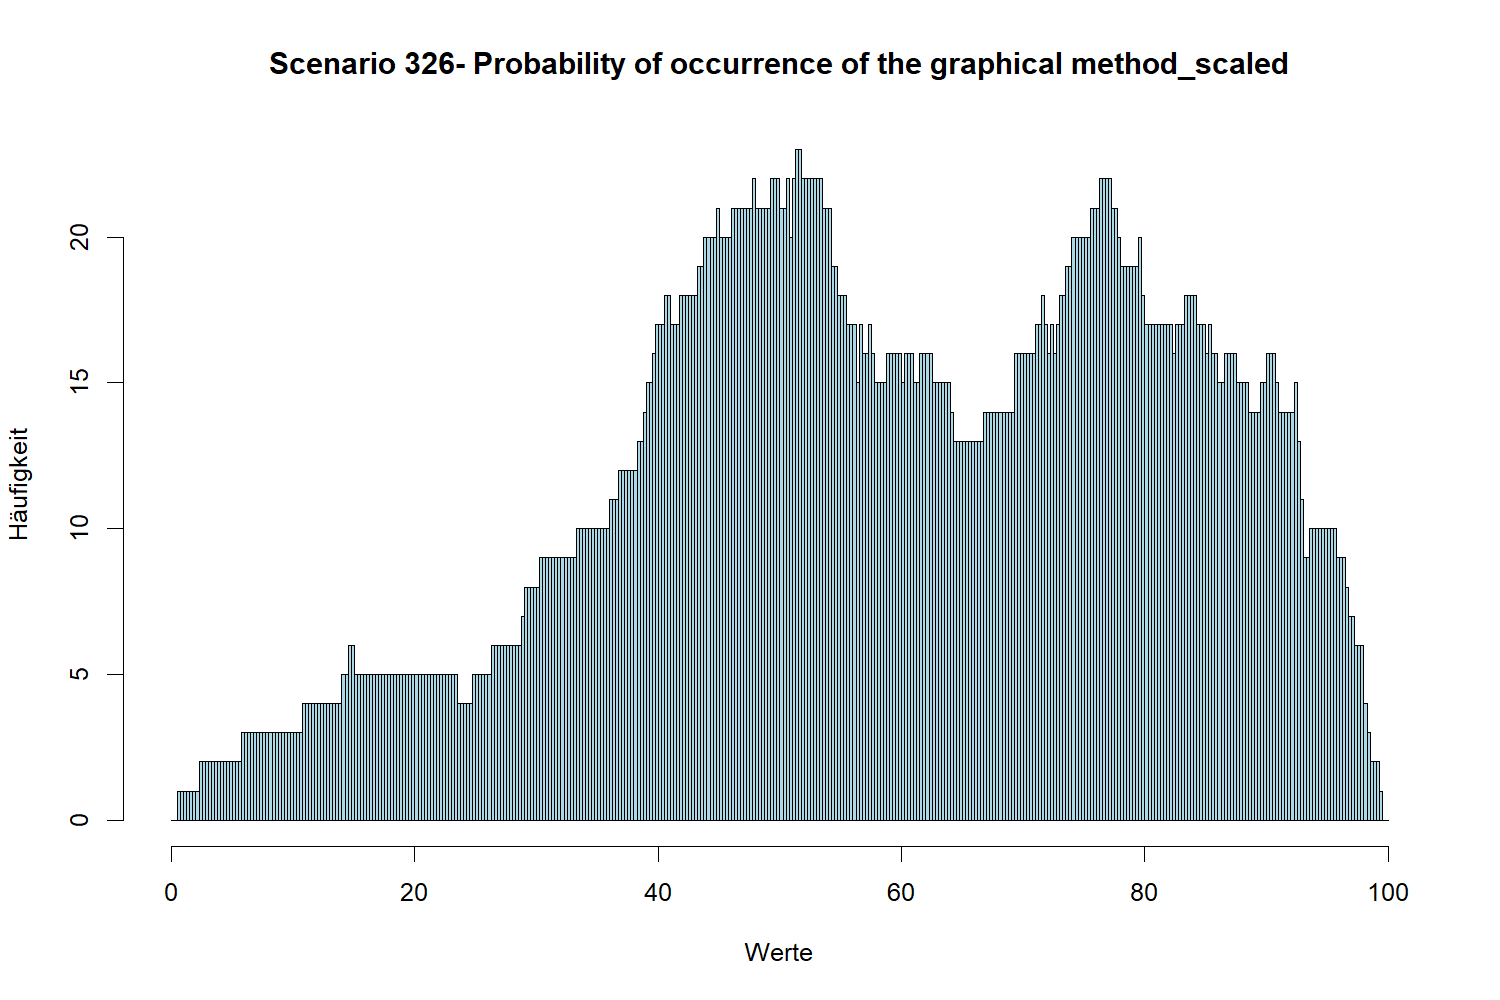 Scenario 326- Probability of occurrence of the graphical method_scaled
Häufigkeit
20
15
10
5
0
0 20 40 60 80 100
Werte